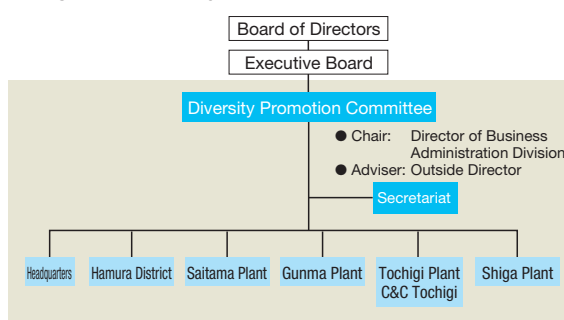 Board of Directors
Executive Board
Diversity Promotion Committee
● Chair: Director of Business
Administration Division
● Adviser: Outside Director
Secretariat
Headquarters Hamura District Saitama Plant Gunma Plant Tochigi Plant Shiga Plant
C&C Tochigi